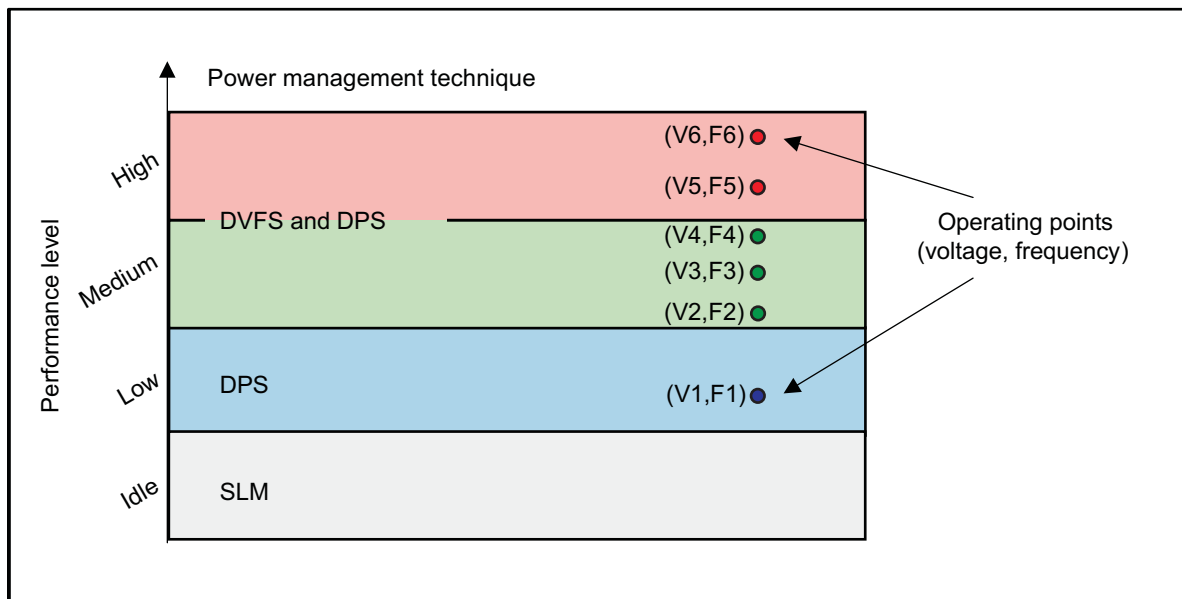 Power management technique
High
(V6,F6)
(V5,F5)
DVFS and DPS
Operating points
(voltage, frequency)
Performance level
Medium
(V4,F4)
(V3,F3)
(V2,F2)
Low
DPS
(V1,F1)
Idle
SLM